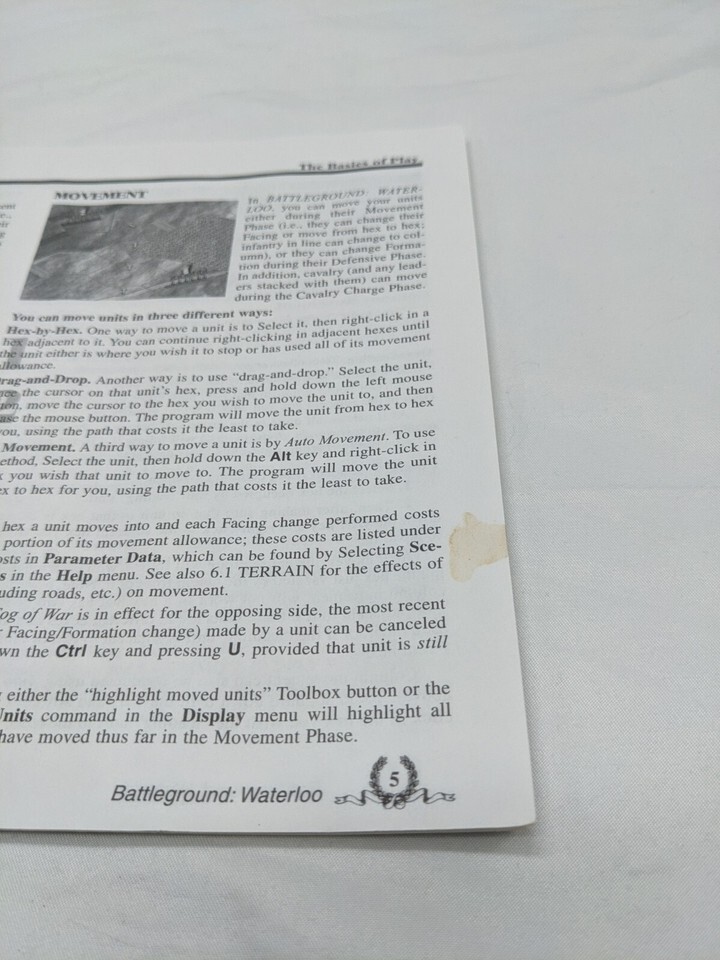 The Basics of Play
MOVEMENT
In BATTLEGROUND: WATER-
LOO, you can move your units
either during their Movement
Phase (i.e., they can change their
Facing or move from hex to hex;
infantry in line can change to col-
umn), or they can change Forma-
tion during their Defensive Phase.
In addition, cavalry (and any lead-
ers stacked with them) can move
during the Cavalry Charge Phase.
You can move units in three different ways:
Hex-by-Hex. One way to move a unit is to Select it, then right-click in a
hex adjacent to it. You can continue right-clicking in adjacent hexes until
the unit either is where you wish it to stop or has used all of its movement
allowance.
rag-and-Drop. Another way is to use "drag-and-drop." Select the unit,
the cursor on that unit's hex, press and hold down the left mouse
move the cursor to the hex you wish to move the unit to, and then
ase the mouse button. The program will move the unit from hex to hex
you, using the path that costs it the least to take.
Movement. A third way to move a unit is by Auto Movement. To use
ethod, Select the unit, then hold down the Alt key and right-click in
you wish that unit to move to. The program will move the unit
ex to hex for you, using the path that costs it the least to take.
hex a unit moves into and each Facing change performed costs
portion of its movement allowance; these costs are listed under
osts in Parameter Data, which can be found by Selecting Sce-
s in the Help menu. See also 6.1 TERRAIN for the effects of
uding roads, etc.) on movement.
og of War is in effect for the opposing side, the most recent
Facing/Formation change) made by a unit can be canceled
wn the Ctrl key and pressing U, provided that unit is still
either the "highlight moved units" Toolbox button or the
Units command in the Display menu will highlight all
have moved thus far in the Movement Phase.
Battleground: Waterloo 5